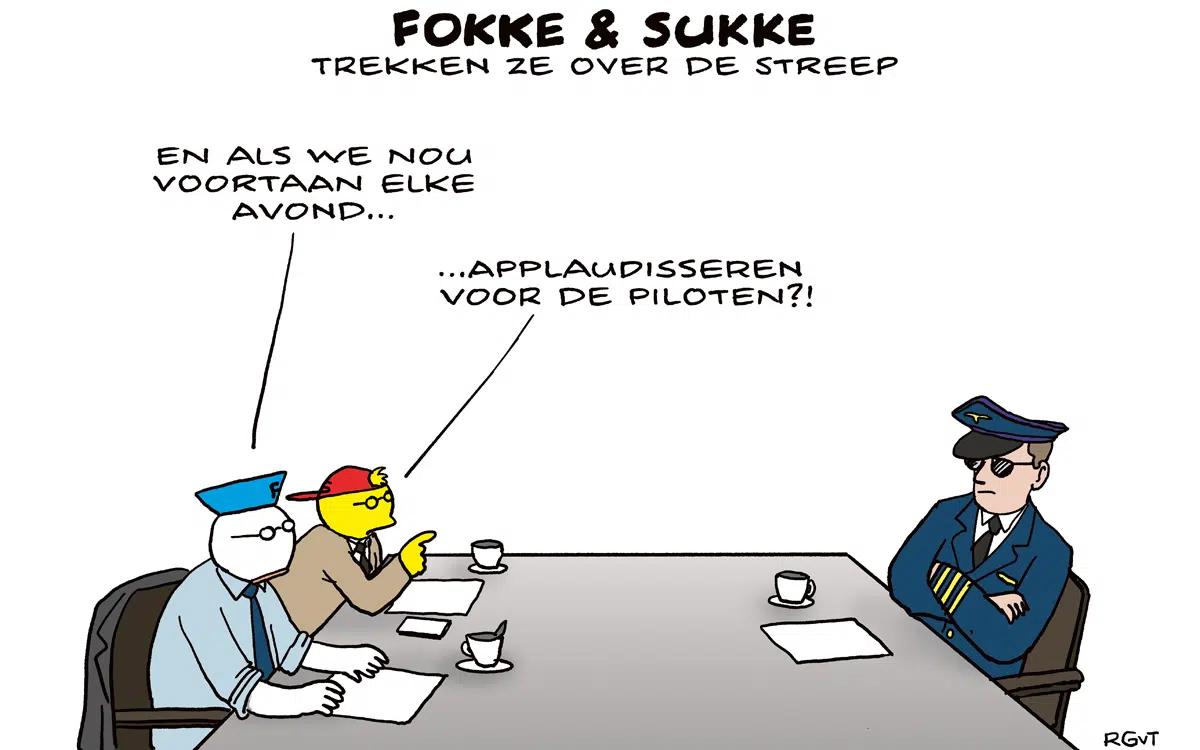 FOKKE & SUKKE
TREKKEN ZE OVER DE STREEP
EN ALS WE NOU
VOORTAAN ELKE
AVOND...
...APPLAUDISSEREN
VOOR DE PILOTEN?!
F
S
RGvT